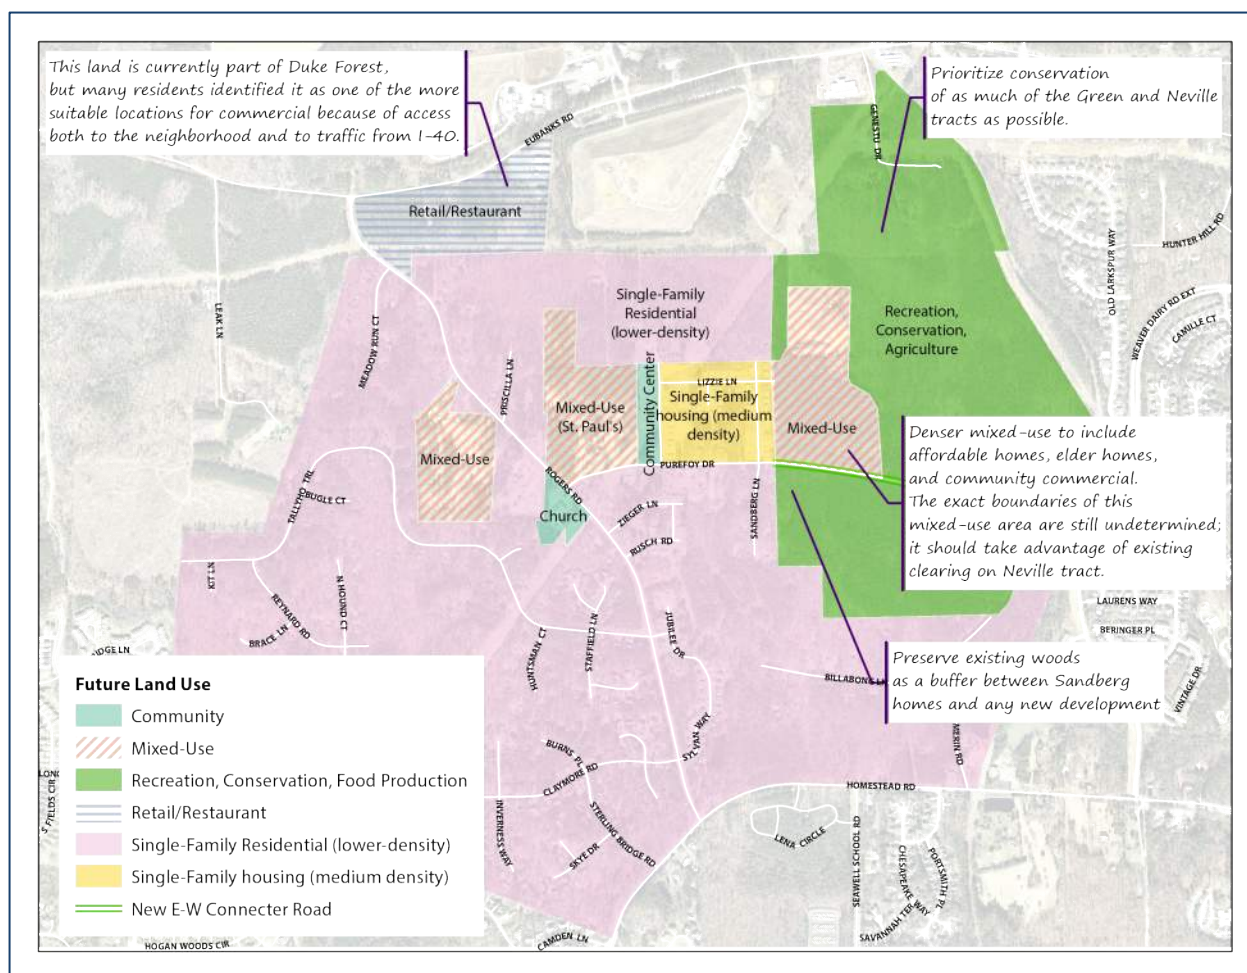 This land is currently part of Duke Forest,
but many residents identified it as one of the more
suitable locations for commercial because of access
both to the neighborhood and to traffic from I-40.
Prioritize conservation
of as much of the Green and Neville
tracts as possible.
EUBANKS RD
GENESTU DR
Retail/Restaurant
OLD LARKSPUR WAY
HUNTER HILL RD
WEAVER DAIRY RD EXT
CAMILLE CT
LEAK LN
MEADOW RUN CT
PRISCILLA LN
Single-Family
Residential
(lower-density)
Recreation,
Conservation,
Agriculture
Community Center
LIZZIE LN
Single-Family
housing (medium
density)
Mixed-Use
(St. Paul's)
Mixed-Use
Mixed-Use
PUREFOY DR
ROGERS RD
Church
ZIEGER LN
RUSCH RD
SANDBERG LN
TALLYHO TRL
BUGLE CT
Denser mixed-use to include
affordable homes, elder homes,
and community commercial.
The exact boundaries of this
mixed-use area are still undetermined;
it should take advantage of existing
clearing on Neville tract.
KIT LN
N HOUND CT
REYNARD RD
BRACE LN
HUNTSMAN CT
STAFFIELD LN
JUBILEE DR
LAURENS WAY
BERINGER PL
VINTAGE DR
RIDGE LN
Preserve existing woods
as a buffer between Sandberg
homes and any new development
BILLABONG L
MERIN RD
SYLVAN WAY
BURNS PL
CLAYMORE RD
STERLING BRIDGE RD
INVERNESS WAY
SKYE DR
HOMESTEAD RD
LENA CIRCLE
SEAWELL SCHOOL RD
CHESAPEAKE WAY
PORTSMITH PL
SAVANNAH TER
CAMDEN LN
HOGAN WOODS CIR
LONG
S FIELDS CIR
Future Land Use
Community
Mixed-Use
Recreation, Conservation, Food Production
Retail/Restaurant
Single-Family Residential (lower-density)
Single-Family housing (medium density)
New E-W Connecter Road